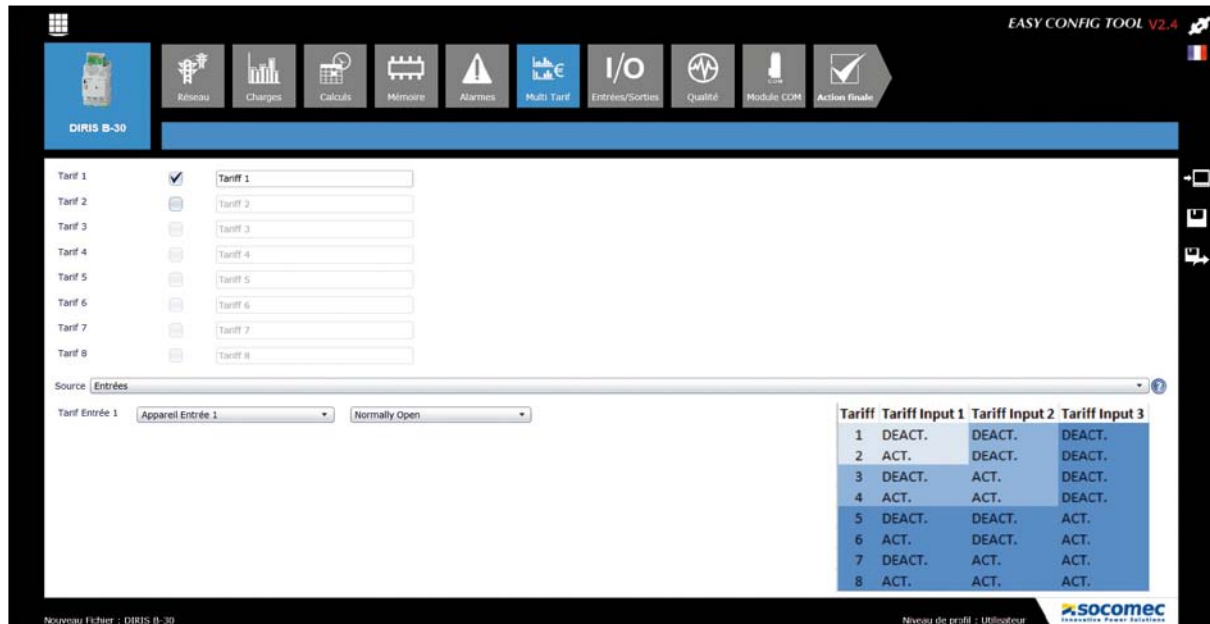 EASY CONFIG TOOL V2.4
DIRIS B-30
Réseau
Charges
Calculs
Mémoire
Alarmes
Multi Tarif
I/O
Entrées/Sorties
Qualité
COM
Module COM
Action finale
Tarif 1 Tariff 1
Tarif 2 Tariff 2
Tarif 3 Tariff 3
Tarif 4 Tariff 4
Tarif 5 Tariff 5
Tarif 6 Tariff 6
Tarif 7 Tariff 7
Tarif 8 Tariff 8
Source Entrées ?
Tarif Entrée 1 Appareil Entrée 1 Normally Open
Tariff Tariff Input 1 Tariff Input 2 Tariff Input 3
1 DEACT. DEACT. DEACT.
2 ACT. DEACT. DEACT.
3 DEACT. ACT. DEACT.
4 ACT. ACT. DEACT.
5 DEACT. DEACT. ACT.
6 ACT. DEACT. ACT.
7 DEACT. ACT. ACT.
8 ACT. ACT. ACT.
Nouveau Fichier : DIRIS B-30
Niveau de profil : Utilisateur
socomec
Innovative Power Solutions